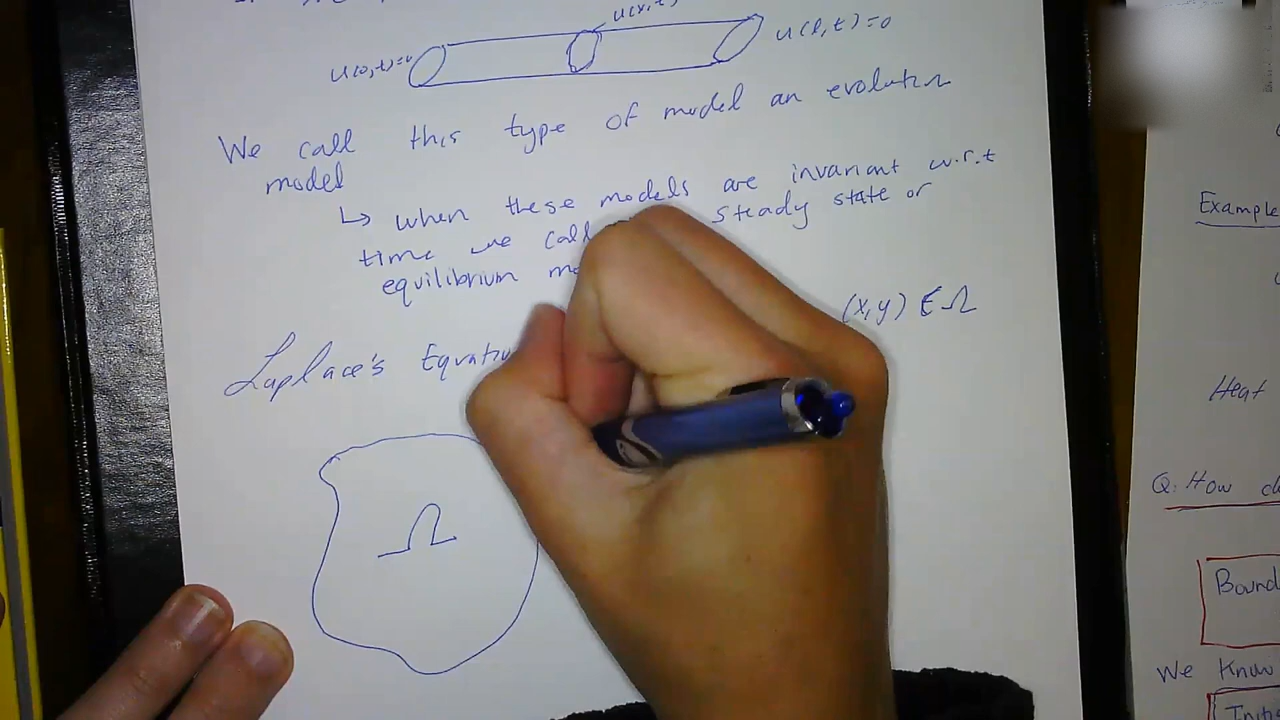 u(x,t)
u(0,t)=0
u(l,t)=0
We call this type of model an evolution
model
↳ when these models are invariant w.r.t
time we call steady state or
equilibrium
(x,y) ∈ Ω
Laplace's
Ω
Example
Heat
Q: How
Bound
We Know